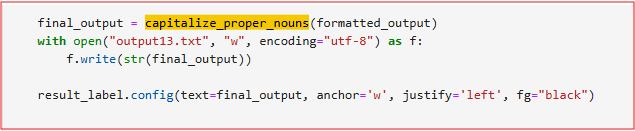 final_output = capitalize_proper_nouns(formatted_output)
with open("output13.txt", "w", encoding="utf-8") as f:
    f.write(str(final_output))

result_label.config(text=final_output, anchor='w', justify='left', fg="black")